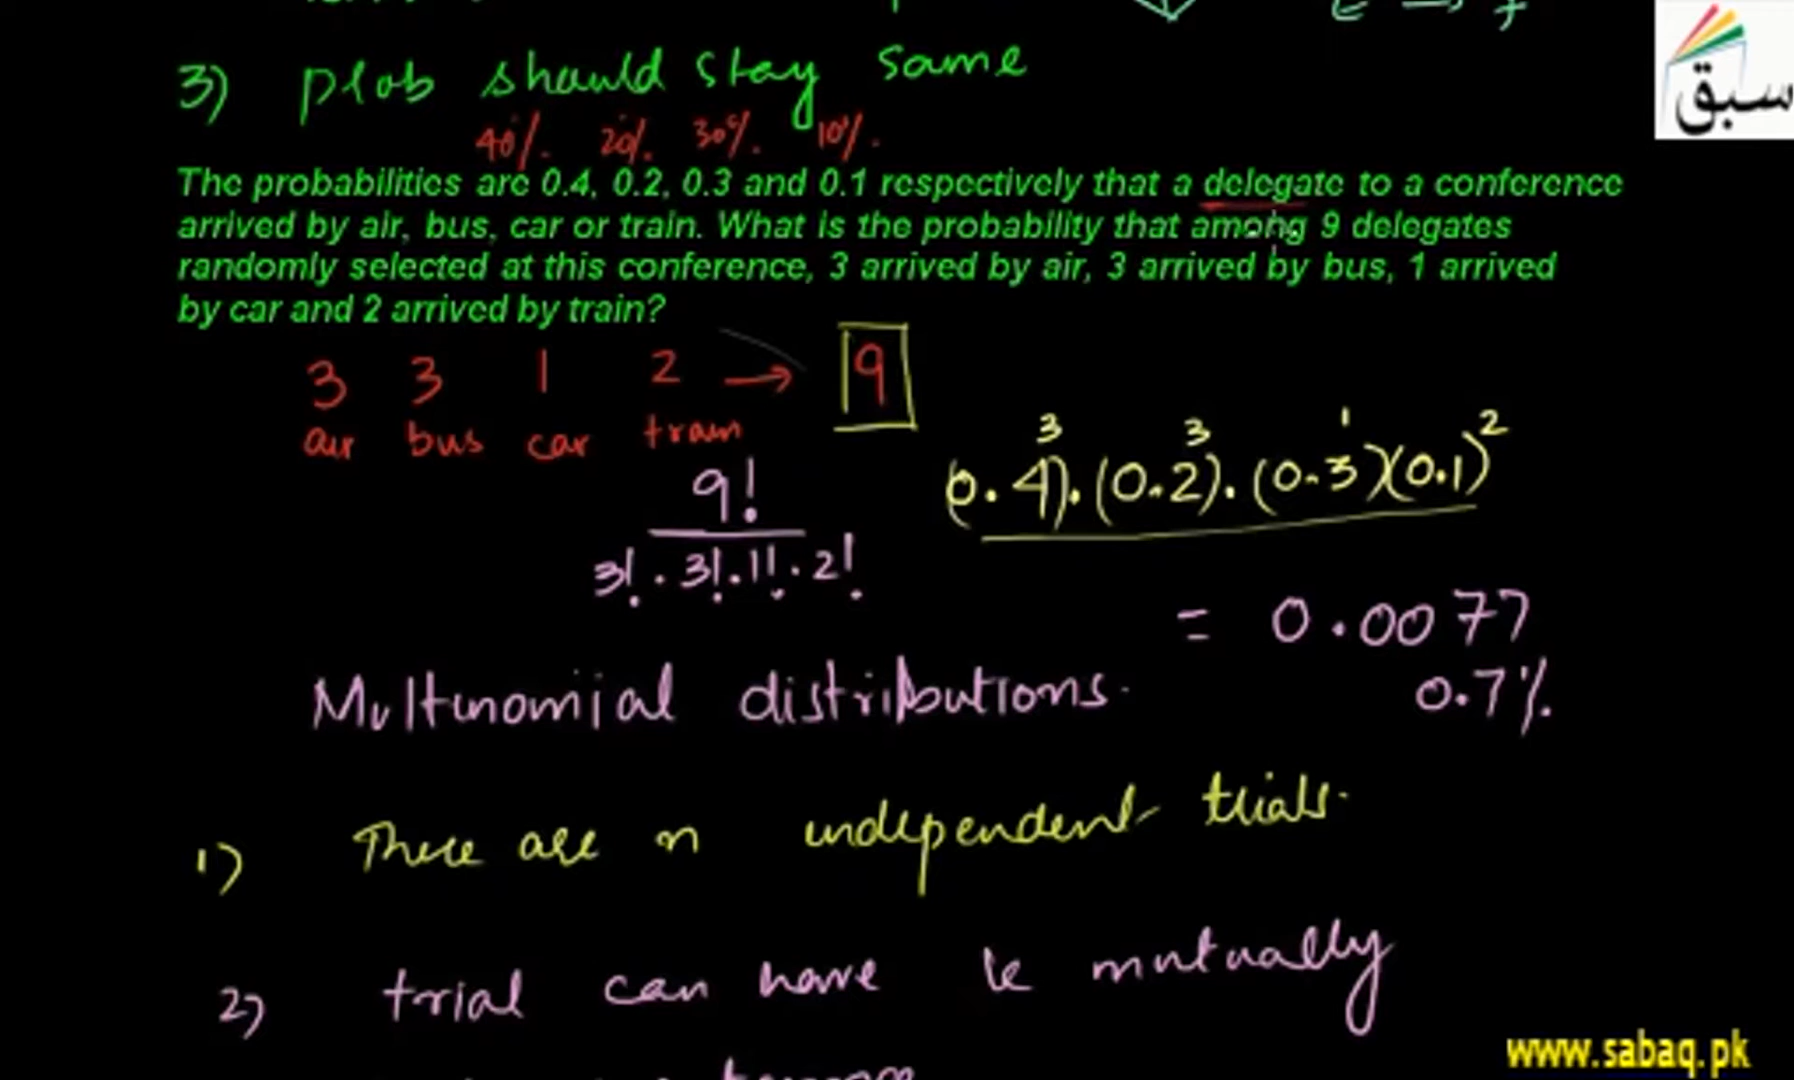 سبق
3) prob should stay same
40%. 20%. 30%. 10%.
The probabilities are 0.4, 0.2, 0.3 and 0.1 respectively that a delegate to a conference
arrived by air, bus, car or train. What is the probability that among 9 delegates
randomly selected at this conference, 3 arrived by air, 3 arrived by bus, 1 arrived
by car and 2 arrived by train?
3 3 1 2 → 9
air bus car train
9! / 3! . 3! . 1! . 2! (0.4)³ . (0.2)³ . (0.3)¹ (0.1)²
= 0.0077
0.7%.
Multinomial distributions.
1) There are n independent trials.
2) trial can have k mutually
www.sabaq.pk